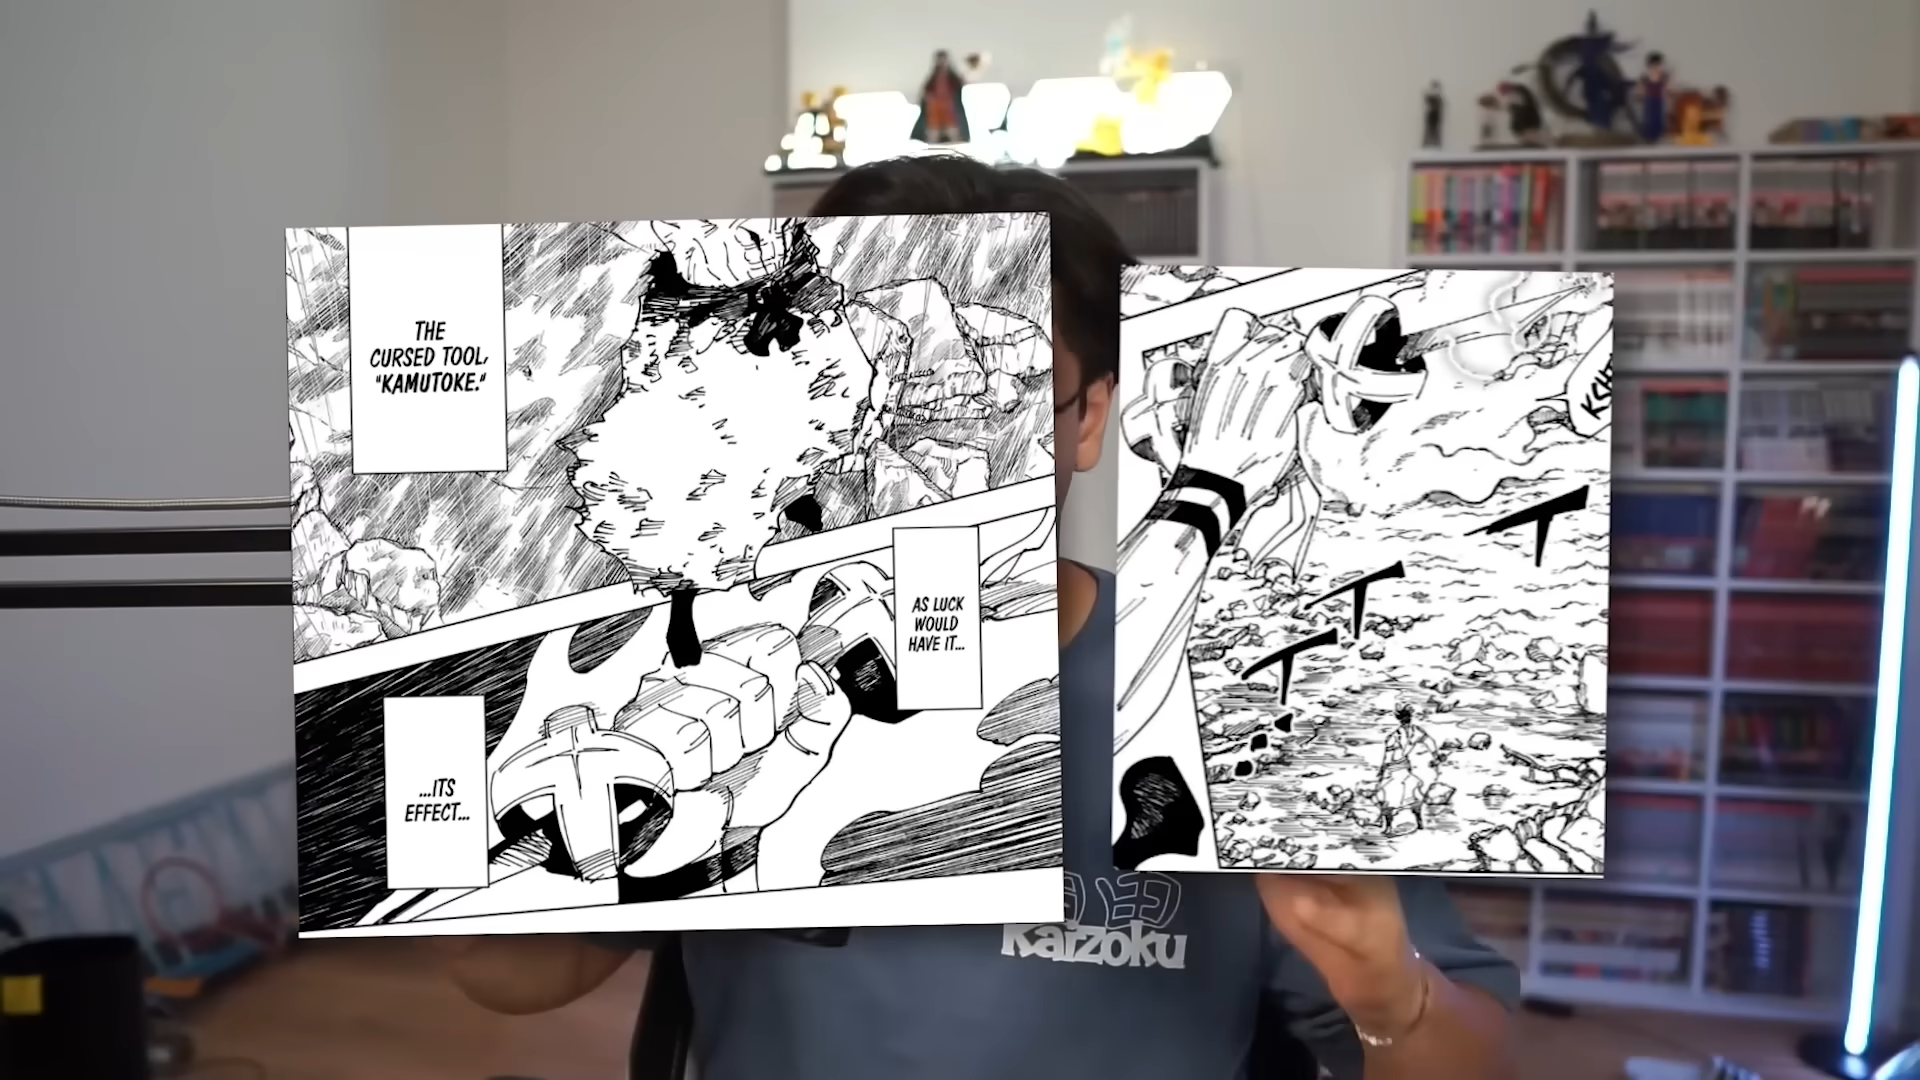 THE
CURSED TOOL,
"KAMUTOKE."
AS LUCK
WOULD
HAVE IT...
...ITS
EFFECT...
Kaizoku